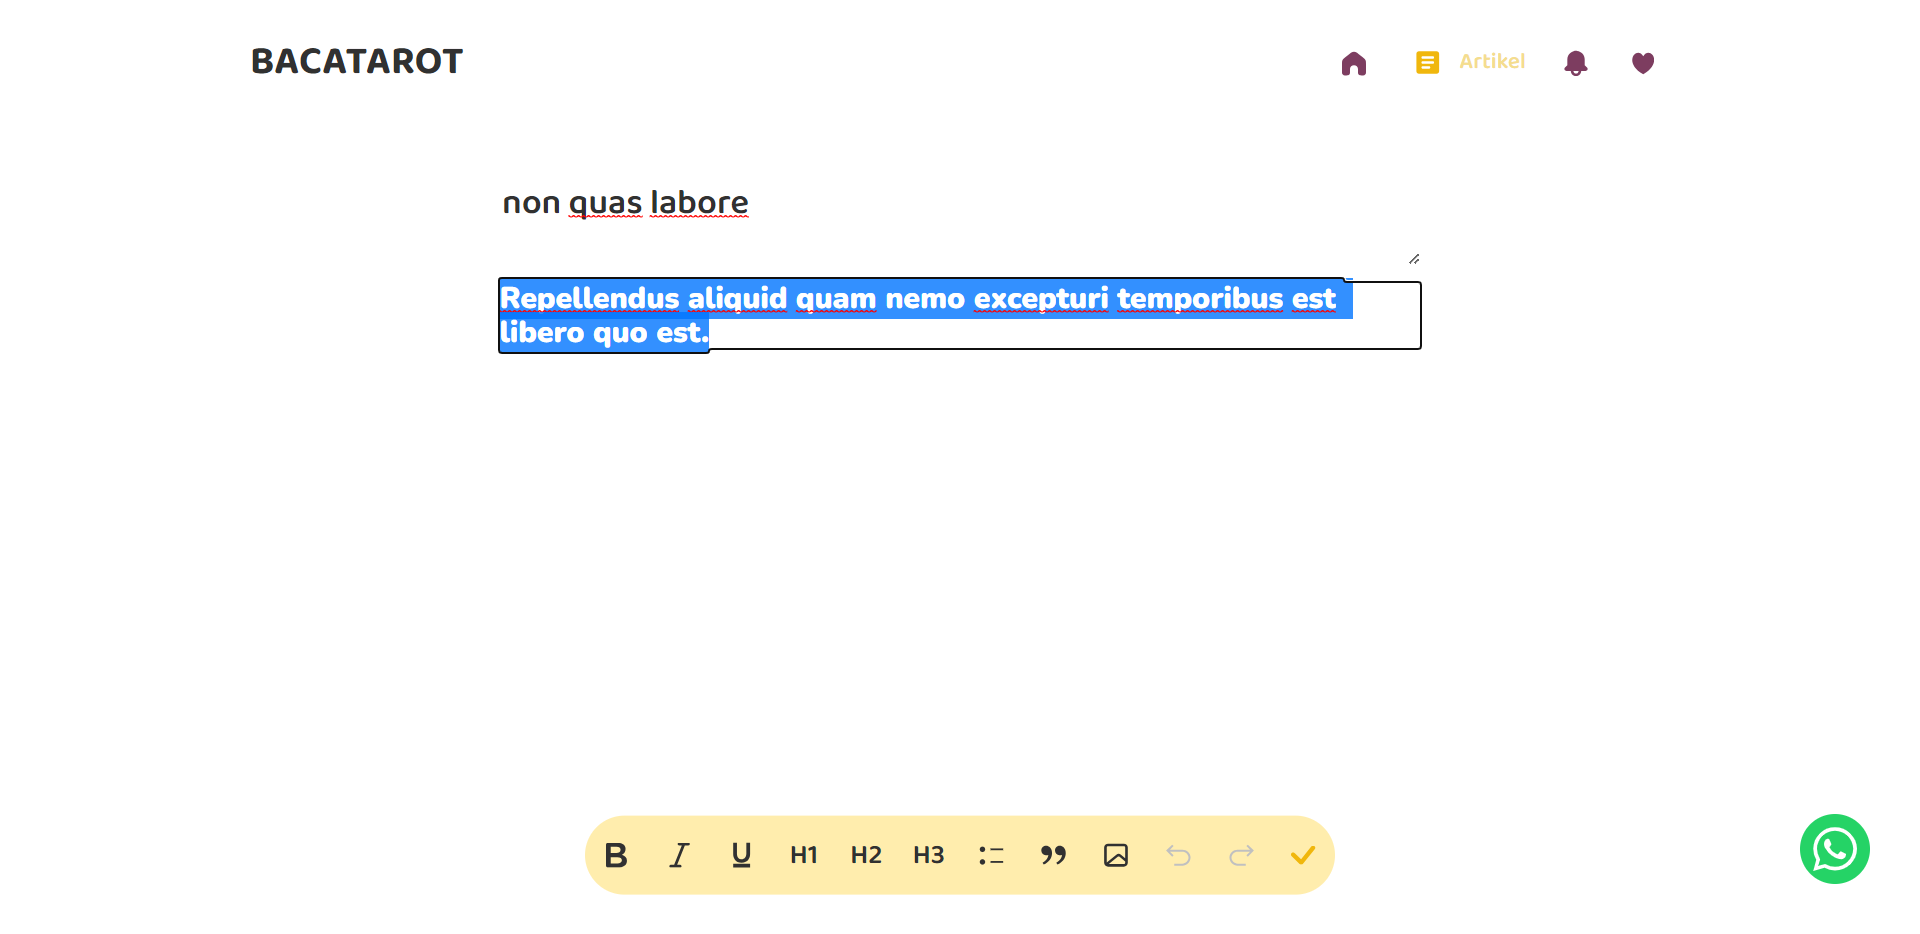 BACATAROT
Artikel
non quas labore
Repellendus aliquid quam nemo excepturi temporibus est
libero quo est.
B I U H1 H2 H3